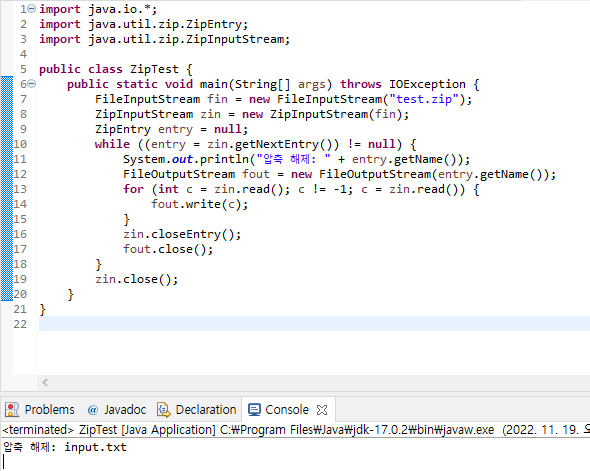 1 import java.io.*;
2 import java.util.zip.ZipEntry;
3 import java.util.zip.ZipInputStream;
4
5 public class ZipTest {
6     public static void main(String[] args) throws IOException {
7         FileInputStream fin = new FileInputStream("test.zip");
8         ZipInputStream zin = new ZipInputStream(fin);
9         ZipEntry entry = null;
10         while ((entry = zin.getNextEntry()) != null) {
11             System.out.println("압축 해제: " + entry.getName());
12             FileOutputStream fout = new FileOutputStream(entry.getName());
13             for (int c = zin.read(); c != -1; c = zin.read()) {
14                 fout.write(c);
15             }
16             zin.closeEntry();
17             fout.close();
18         }
19         zin.close();
20     }
21 }
22
Problems @ Javadoc Declaration Console
<terminated> ZipTest [Java Application] C:₩Program Files₩Java₩jdk-17.0.2₩bin₩javaw.exe (2022. 11. 19.
압축 해제: input.txt